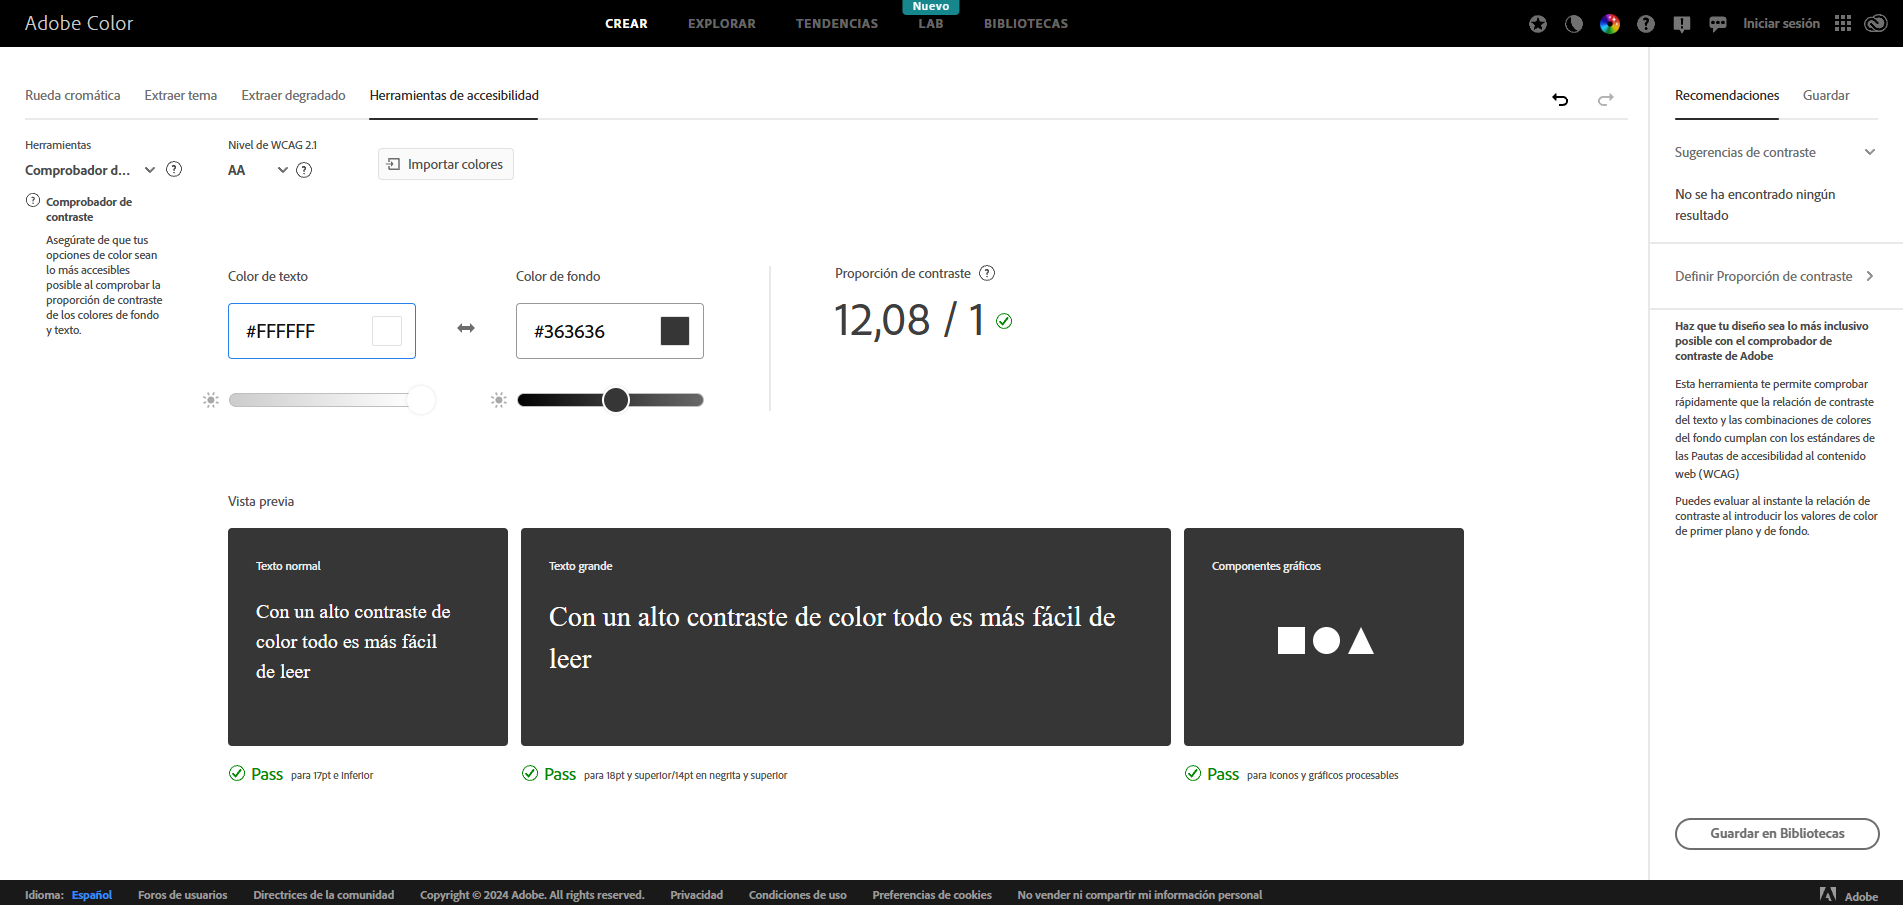 Adobe Color
CREAR
EXPLORAR
TENDENCIAS
Nuevo
LAB
BIBLIOTECAS
Iniciar sesión
Rueda cromática
Extraer tema
Extraer degradado
Herramientas de accesibilidad
Herramientas
Comprobador d...
Nivel de WCAG 2.1
AA
Importar colores
Comprobador de
contraste
Asegúrate de que tus
opciones de color sean
lo más accesibles
posible al comprobar la
proporción de contraste
de los colores de fondo
y texto.
Color de texto
#FFFFFF
Color de fondo
#363636
Proporción de contraste
12,08 / 1
Vista previa
Texto normal
Con un alto contraste de
color todo es más fácil
de leer
Pass para 17pt e inferior
Texto grande
Con un alto contraste de color todo es más fácil de
leer
Pass para 18pt y superior/14pt en negrita y superior
Componentes gráficos
Pass para iconos y gráficos procesables
Recomendaciones
Guardar
Sugerencias de contraste
No se ha encontrado ningún
resultado
Definir Proporción de contraste
Haz que tu diseño sea lo más inclusivo
posible con el comprobador de
contraste de Adobe
Esta herramienta te permite comprobar
rápidamente que la relación de contraste
del texto y las combinaciones de colores
del fondo cumplan con los estándares de
las Pautas de accesibilidad al contenido
web (WCAG)
Puedes evaluar al instante la relación de
contraste al introducir los valores de color
de primer plano y de fondo.
Guardar en Bibliotecas
Idioma: Español
Foros de usuarios
Directrices de la comunidad
Copyright © 2024 Adobe. All rights reserved.
Privacidad
Condiciones de uso
Preferencias de cookies
No vender ni compartir mi información personal
Adobe